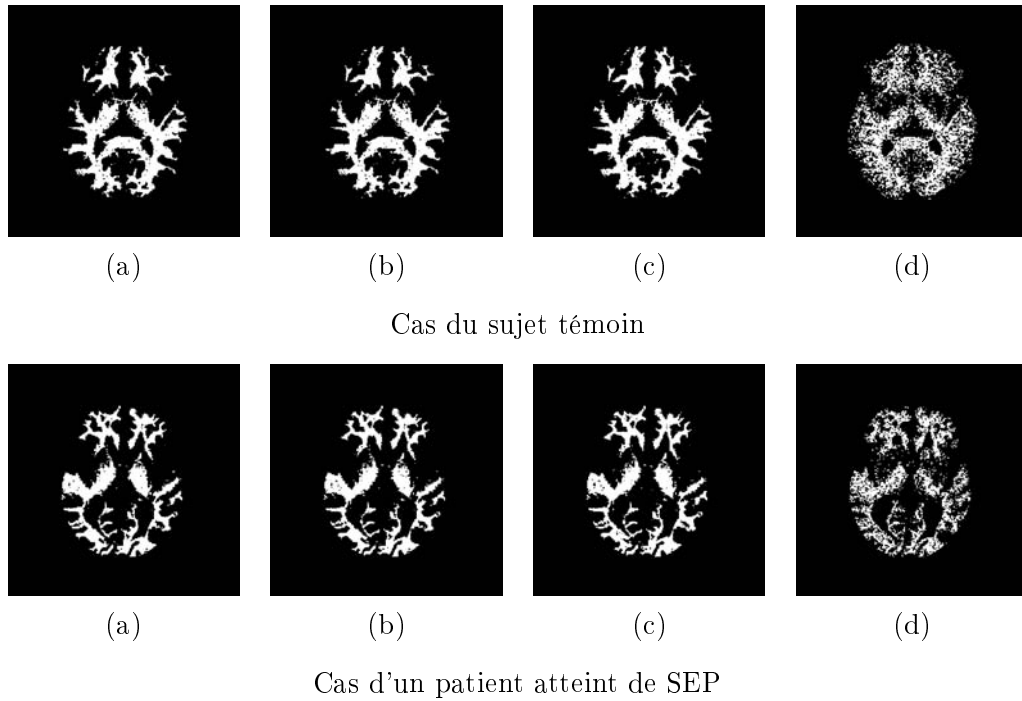 (a) (b) (c) (d)
Cas du sujet témoin
(a) (b) (c) (d)
Cas d'un patient atteint de SEP